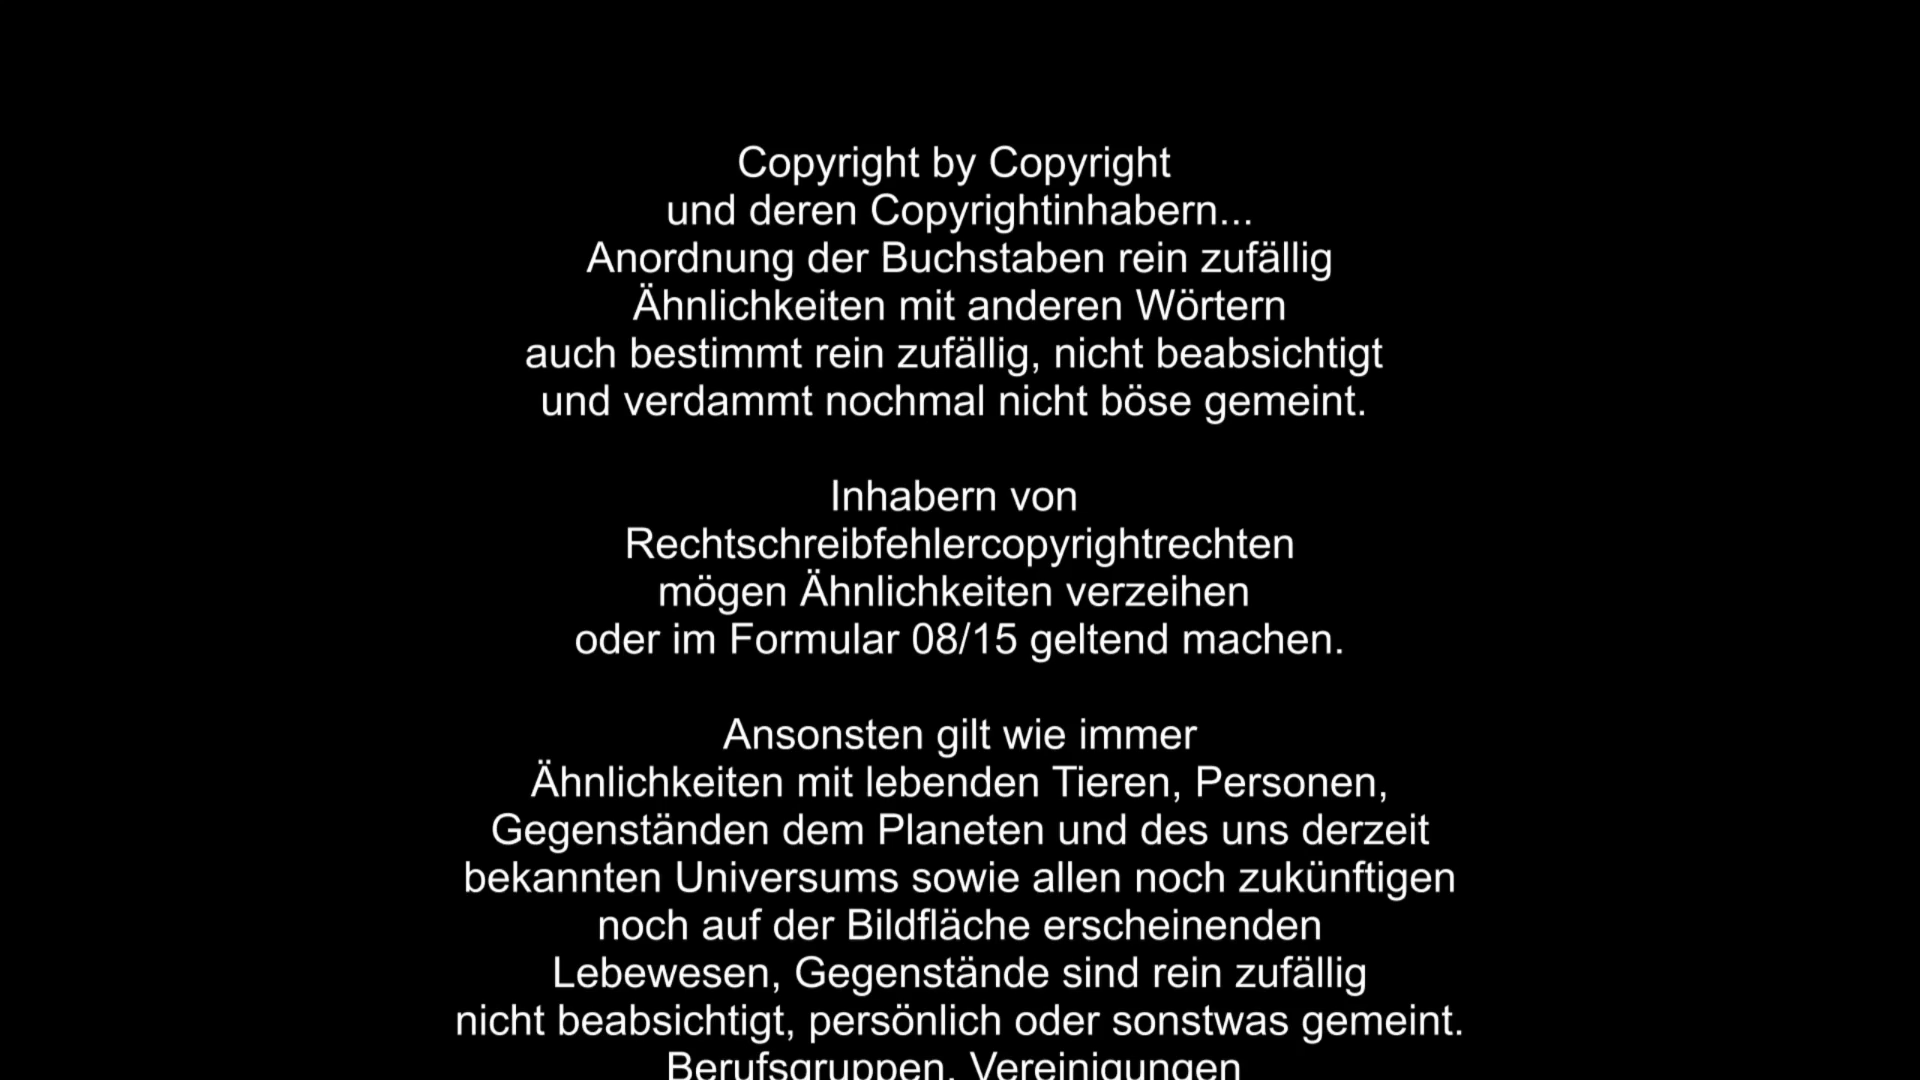 Copyright by Copyright
und deren Copyrightinhabern...
Anordnung der Buchstaben rein zufällig
Ähnlichkeiten mit anderen Wörtern
auch bestimmt rein zufällig, nicht beabsichtigt
und verdammt nochmal nicht böse gemeint.
Inhabern von
Rechtschreibfehlercopyrightrechten
mögen Ähnlichkeiten verzeihen
oder im Formular 08/15 geltend machen.
Ansonsten gilt wie immer
Ähnlichkeiten mit lebenden Tieren, Personen,
Gegenständen dem Planeten und des uns derzeit
bekannten Universums sowie allen noch zukünftigen
noch auf der Bildfläche erscheinenden
Lebewesen, Gegenstände sind rein zufällig
nicht beabsichtigt, persönlich oder sonstwas gemeint.
Berufsgruppen, Vereinigungen